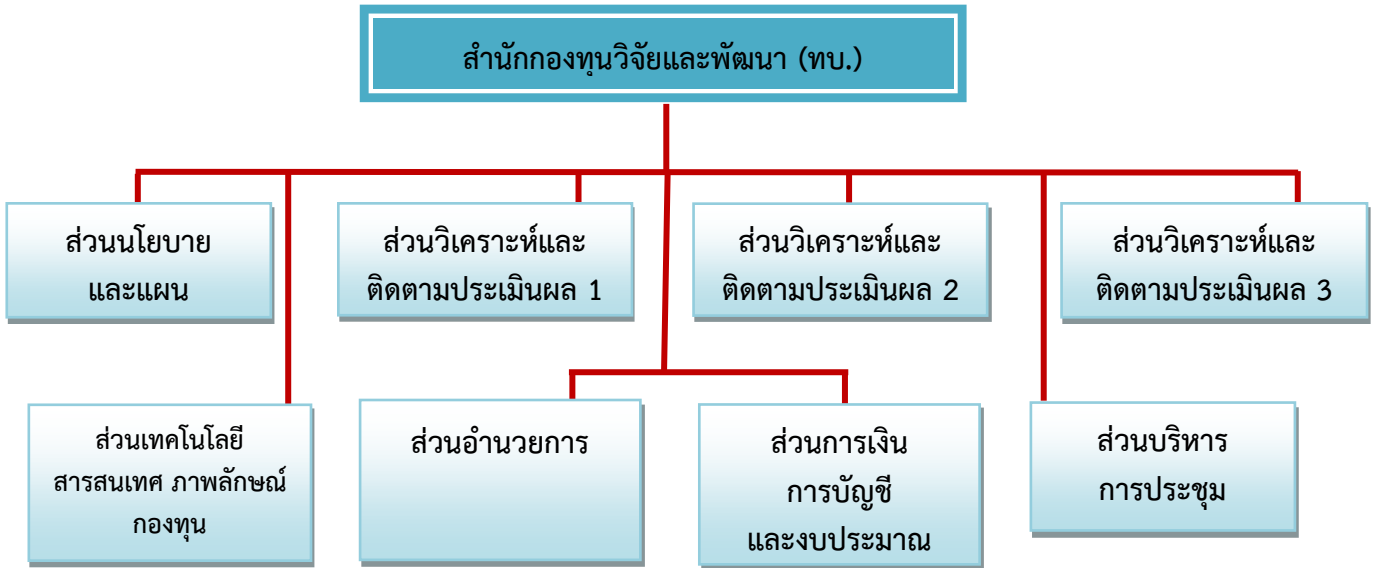 สำนักกองทุนวิจัยและพัฒนา (ทบ.)
ส่วนนโยบาย
และแผน
ส่วนวิเคราะห์และ
ติดตามประเมินผล 1
ส่วนวิเคราะห์และ
ติดตามประเมินผล 2
ส่วนวิเคราะห์และ
ติดตามประเมินผล 3
ส่วนเทคโนโลยี
สารสนเทศ ภาพลักษณ์
กองทุน
ส่วนอำนวยการ
ส่วนการเงิน
การบัญชี
และงบประมาณ
ส่วนบริหาร
การประชุม